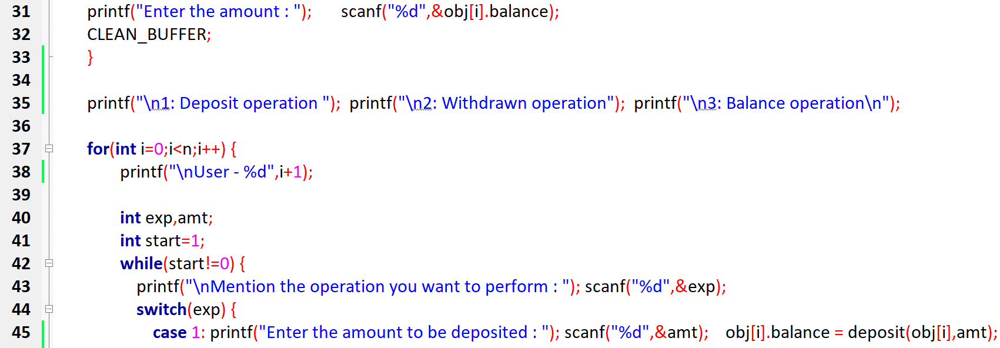 31 printf("Enter the amount : "); scanf("%d",&obj[i].balance);
32 CLEAN_BUFFER;
33 }
34
35 printf("\n1: Deposit operation "); printf("\n2: Withdrawn operation"); printf("\n3: Balance operation\n");
36
37 for(int i=0;i<n;i++) {
38 printf("\nUser - %d",i+1);
39
40 int exp,amt;
41 int start=1;
42 while(start!=0) {
43 printf("\nMention the operation you want to perform : "); scanf("%d",&exp);
44 switch(exp) {
45 case 1: printf("Enter the amount to be deposited : "); scanf("%d",&amt); obj[i].balance = deposit(obj[i],amt);